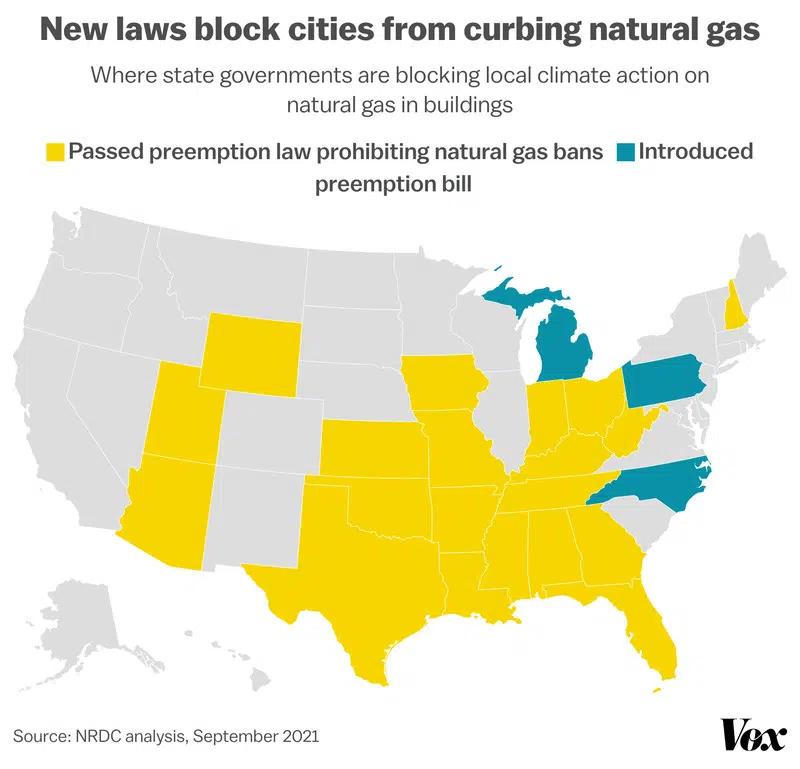 New laws block cities from curbing natural gas
Where state governments are blocking local climate action on
natural gas in buildings
Passed preemption law prohibiting natural gas bans Introduced
preemption bill
Source: NRDC analysis, September 2021
Vox